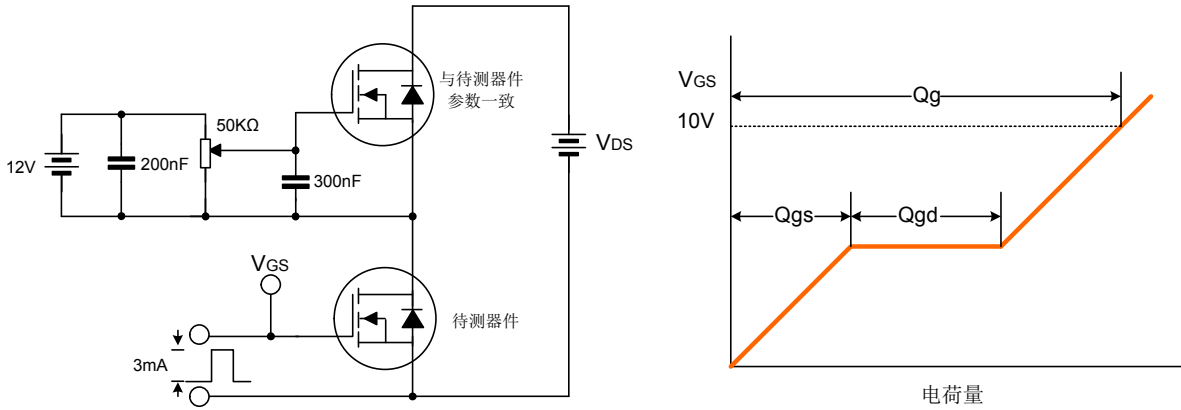 与待测器件
参数一致
50KΩ
12V
200nF
300nF
VDS
VGS
待测器件
3mA
VGS
10V
Qg
Qgs
Qgd
电荷量